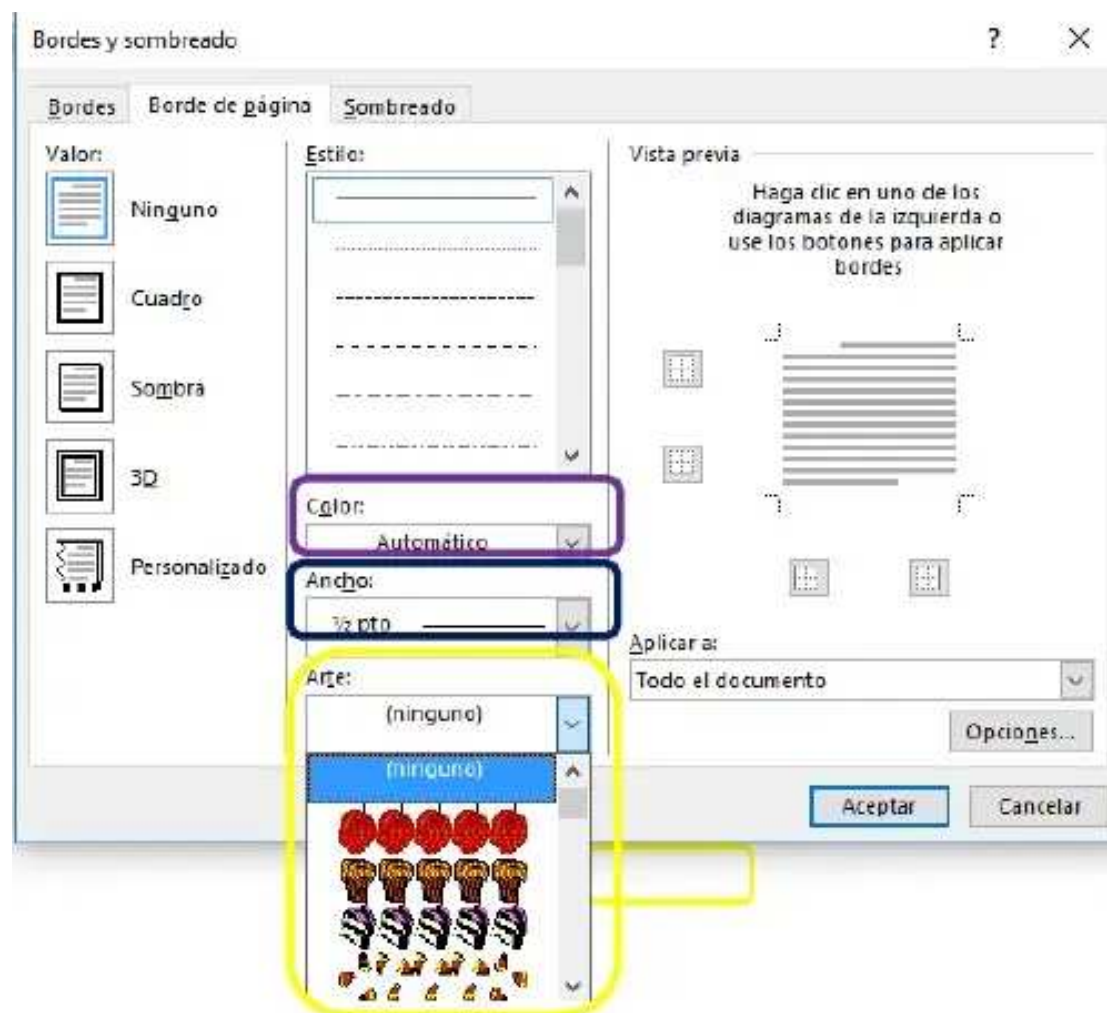 Bordes y sombreado
?
Bordes
Borde de página
Sombreado
Valor:
Ninguno
Cuadro
Sombra
3D
Personalizado
Estilo:
Color:
Automático
Ancho:
½ pto
Arte:
(ninguno)
(ninguno)
Vista previa
Haga clic en uno de los
diagramas de la izquierda o
use los botones para aplicar
bordes
Aplicar a:
Todo el documento
Opciones...
Aceptar
Cancelar